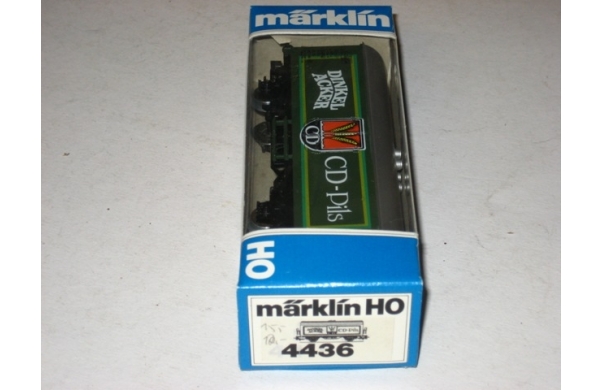 märklin
DINKEL
ACKER
CD
CD-Pils
HO
märklin HO
4436